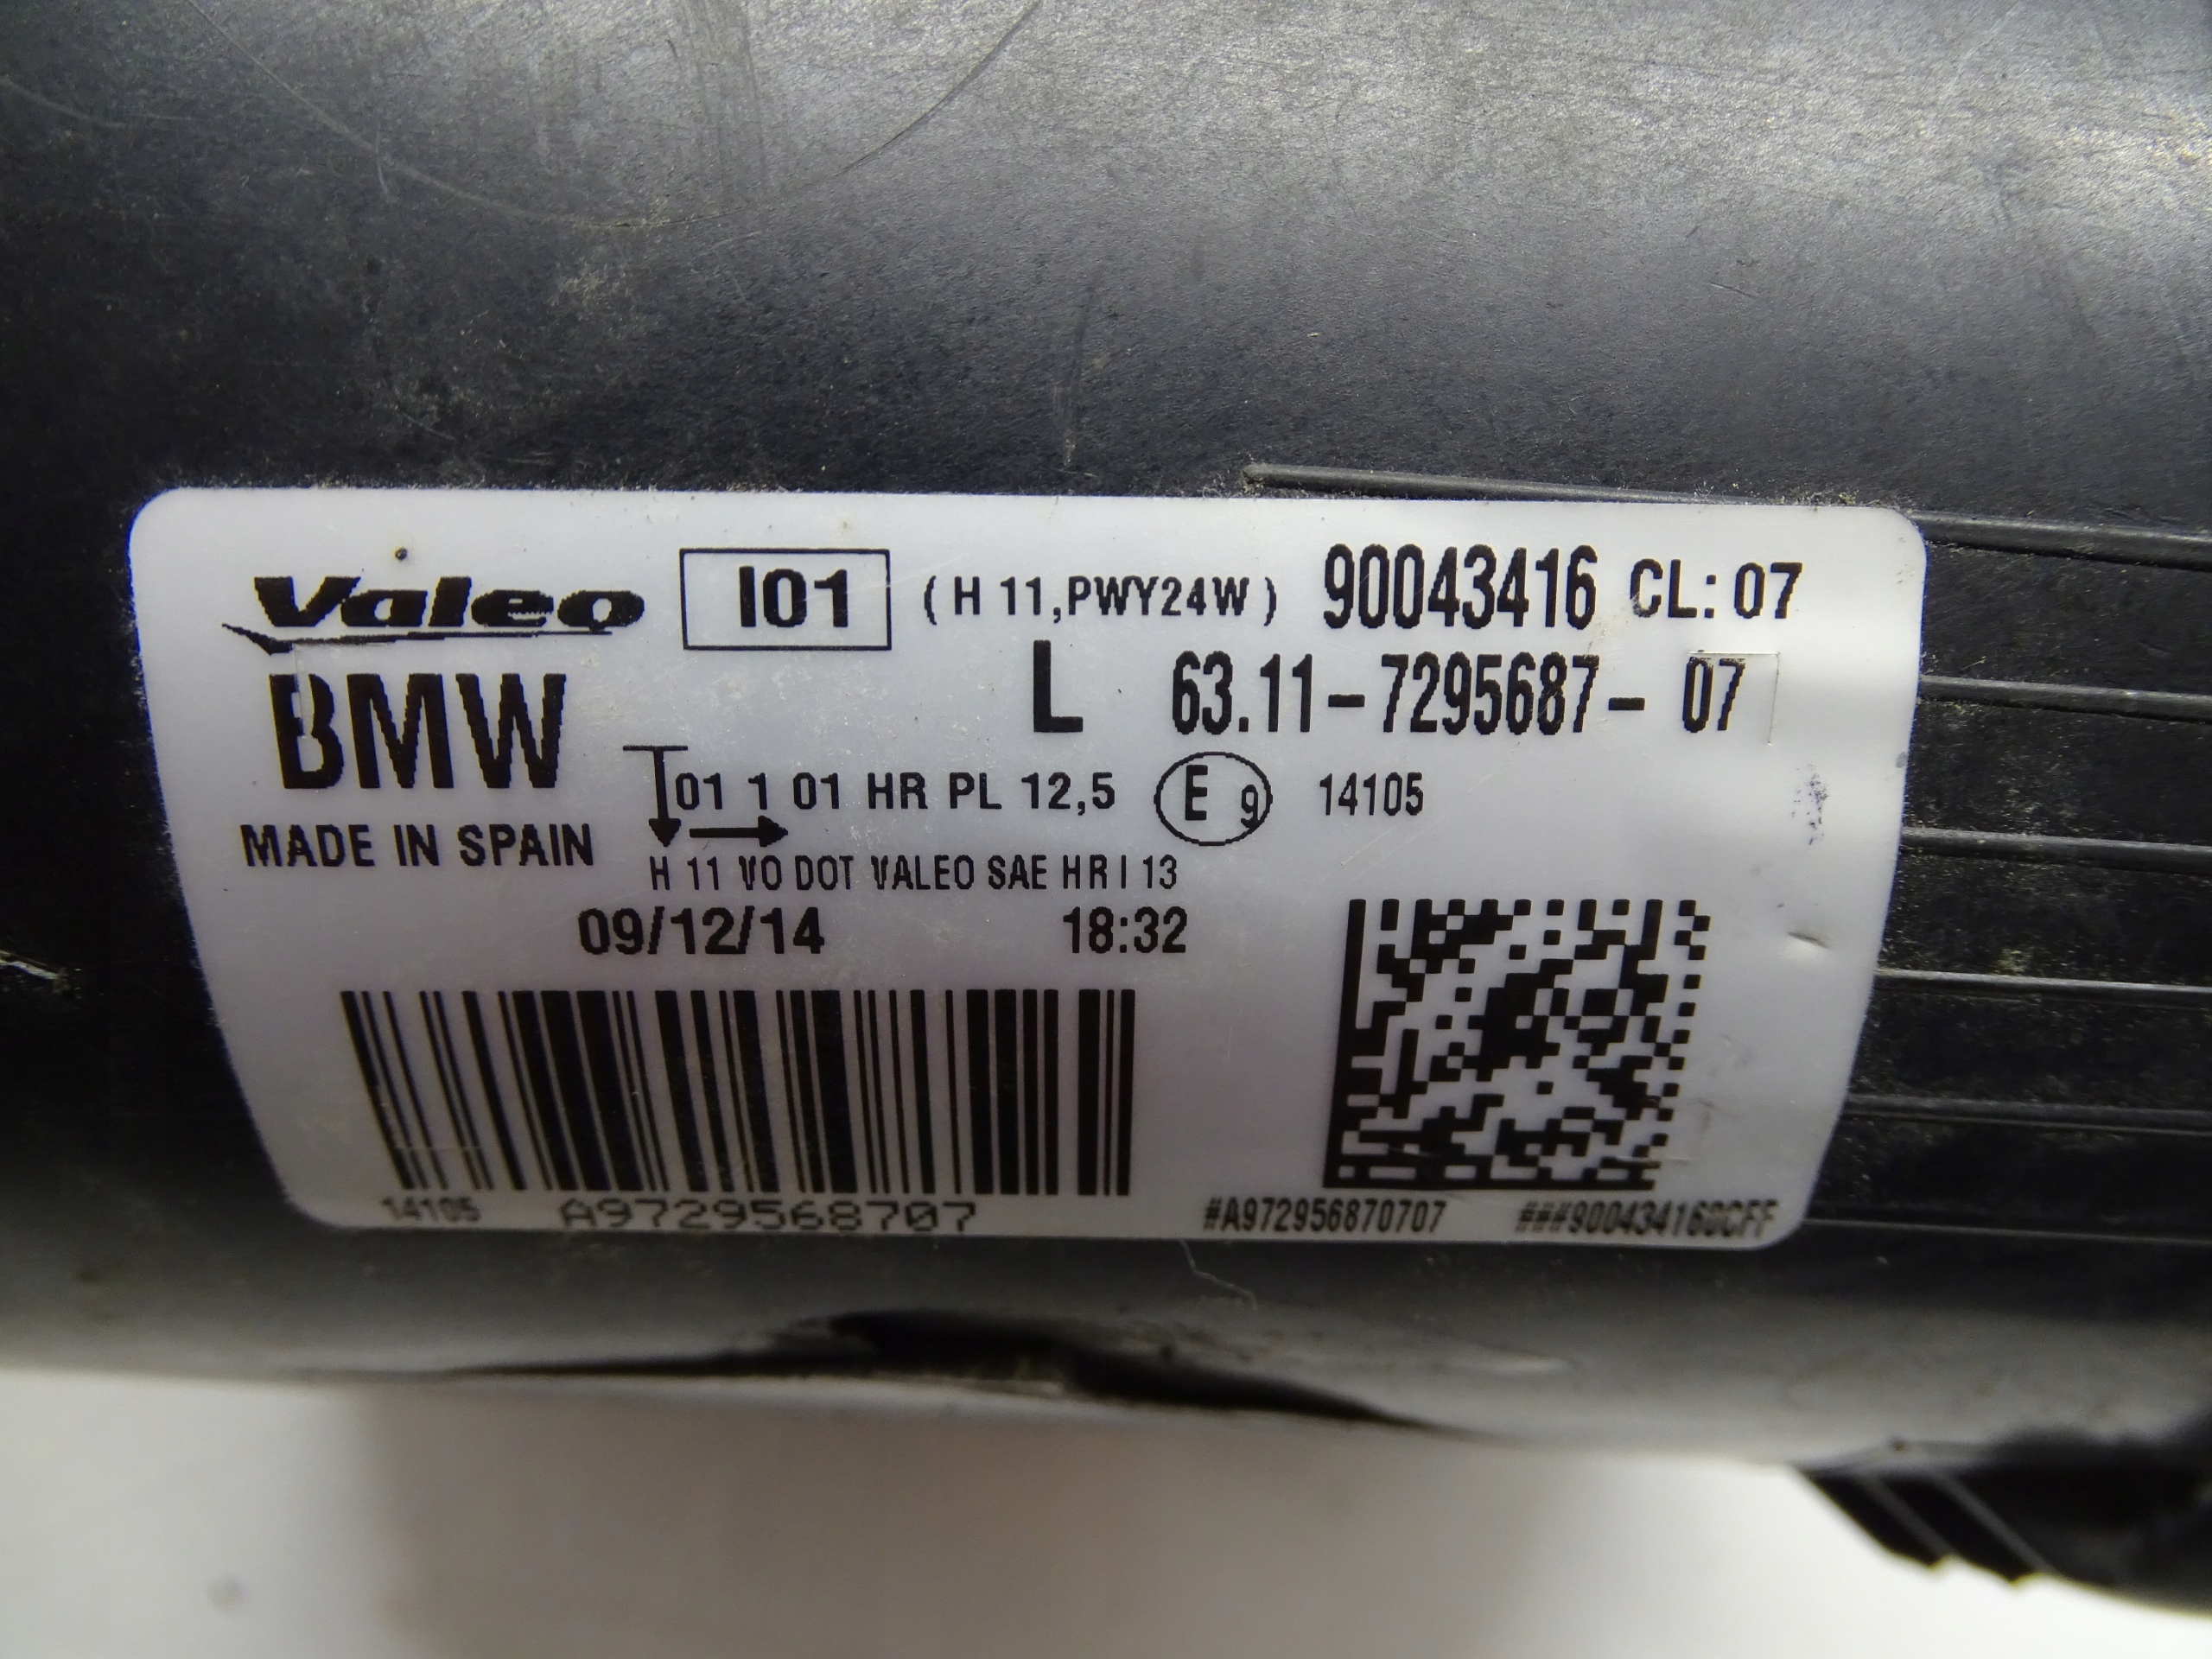 Valeo I01 ( H 11,PWY24W ) 90043416 CL: 07
BMW L 63.11-7295687- 07
01 1 01 HR PL 12,5 E 9 14105
MADE IN SPAIN
H 11 VO DOT VALEO SAE HR I 13
09/12/14 18:32
14105 A9729568707 #A972956870707 ###900434160CFF